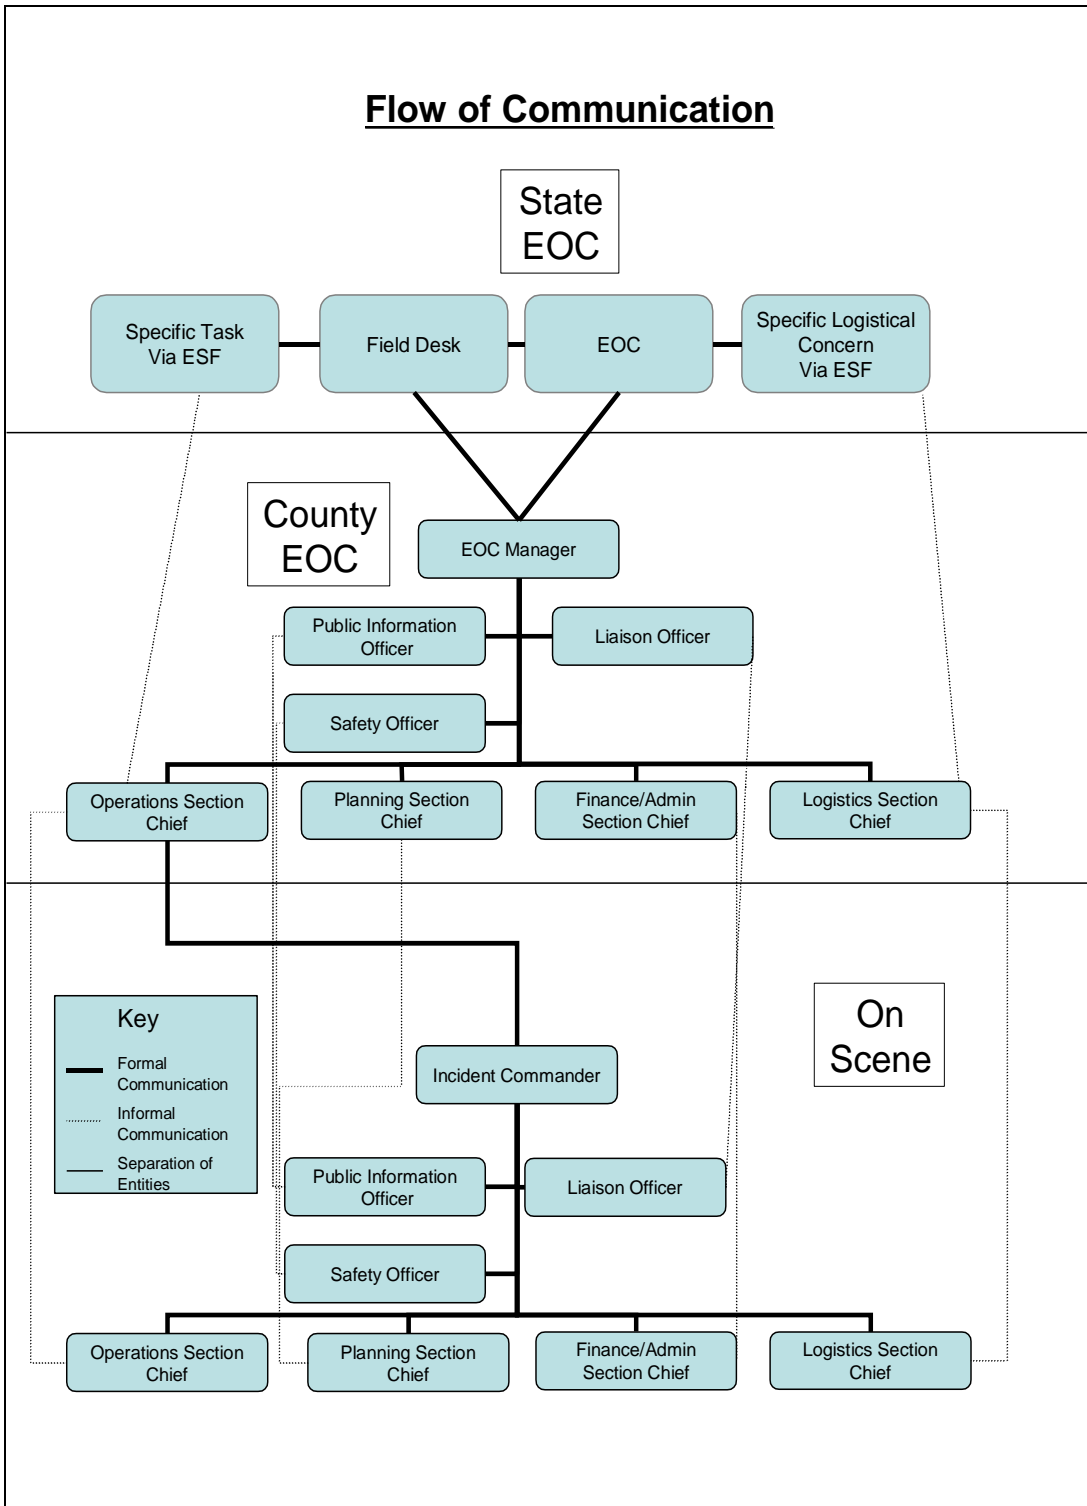 Flow of Communication
State
EOC
Specific Task
Via ESF
Field Desk
EOC
Specific Logistical
Concern
Via ESF
County
EOC
EOC Manager
Public Information
Officer
Liaison Officer
Safety Officer
Operations Section
Chief
Planning Section
Chief
Finance/Admin
Section Chief
Logistics Section
Chief
Key
Formal
Communication
Informal
Communication
Separation of
Entities
On
Scene
Incident Commander
Public Information
Officer
Liaison Officer
Safety Officer
Operations Section
Chief
Planning Section
Chief
Finance/Admin
Section Chief
Logistics Section
Chief